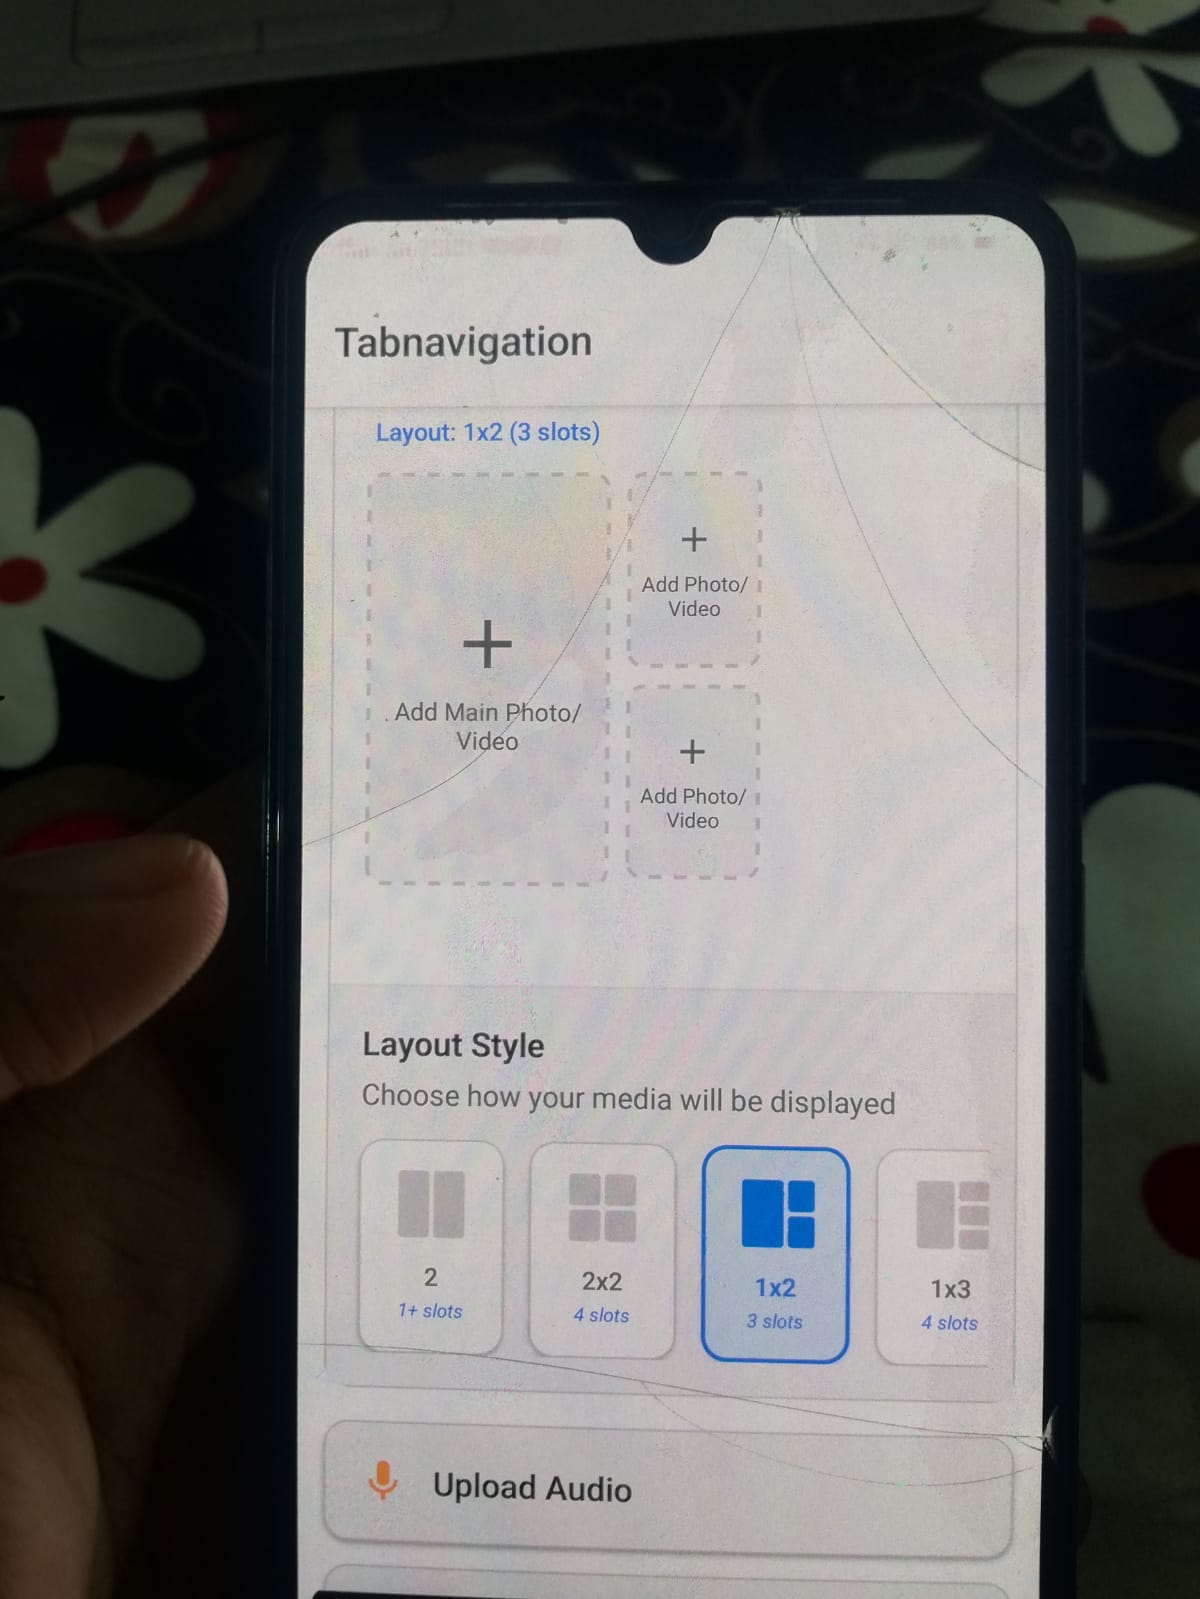 Tabnavigation
Layout: 1x2 (3 slots)
+
Add Main Photo/
Video
+
Add Photo/
Video
+
Add Photo/
Video
Layout Style
Choose how your media will be displayed
2
1+ slots
2x2
4 slots
1x2
3 slots
1x3
4 slots
Upload Audio